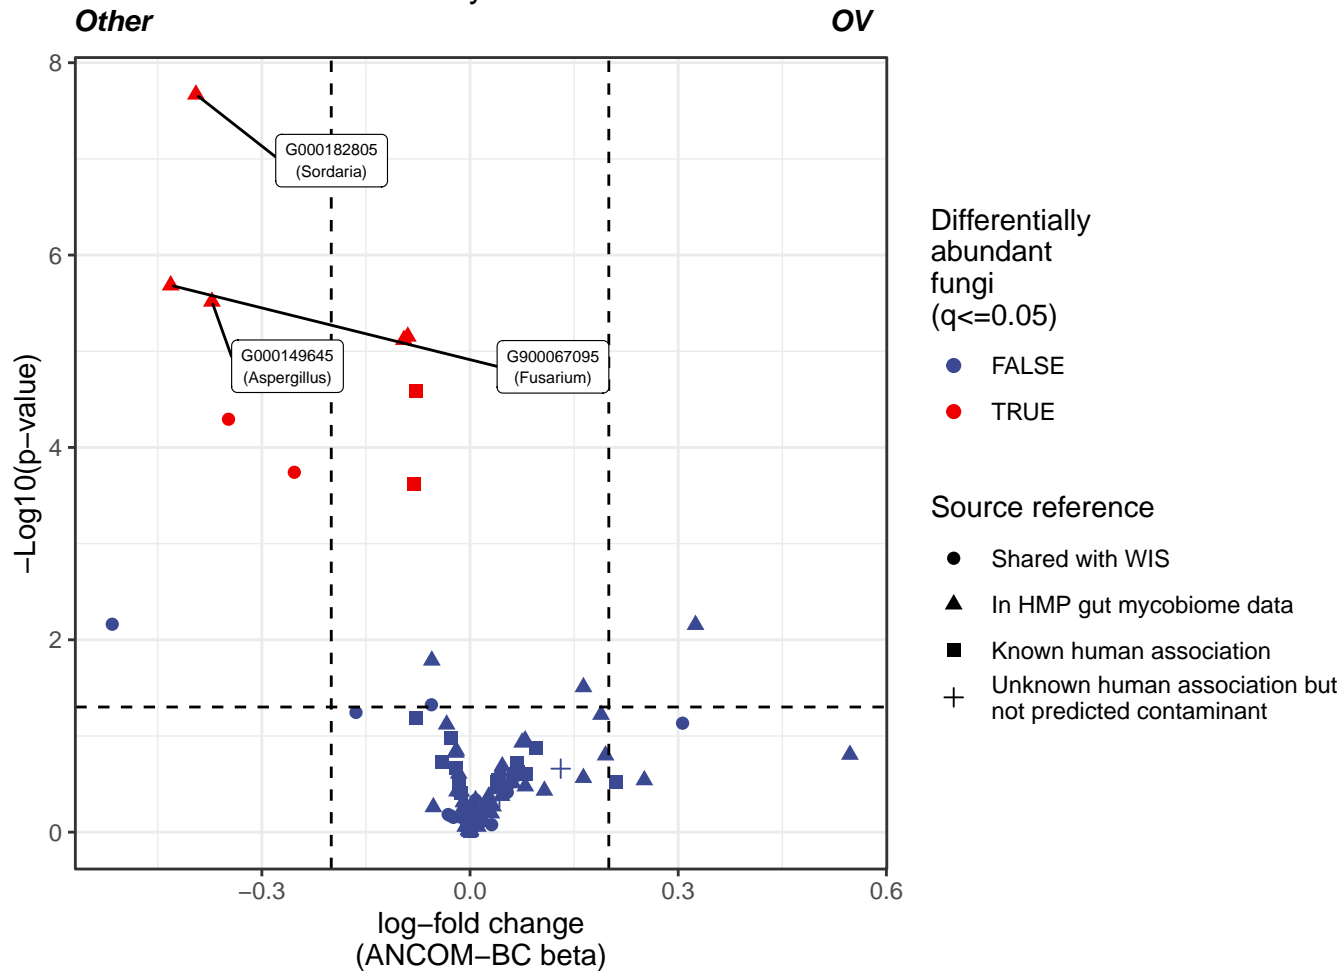 Other
OV
8
6
4
2
0
−0.3
0.0
0.3
0.6
−Log10(p−value)
log−fold change
(ANCOM−BC beta)
G000182805
(Sordaria)
G000149645
(Aspergillus)
G900067095
(Fusarium)
Differentially
abundant
fungi
(q<=0.05)
FALSE
TRUE
Source reference
Shared with WIS
In HMP gut mycobiome data
Known human association
Unknown human association but
not predicted contaminant